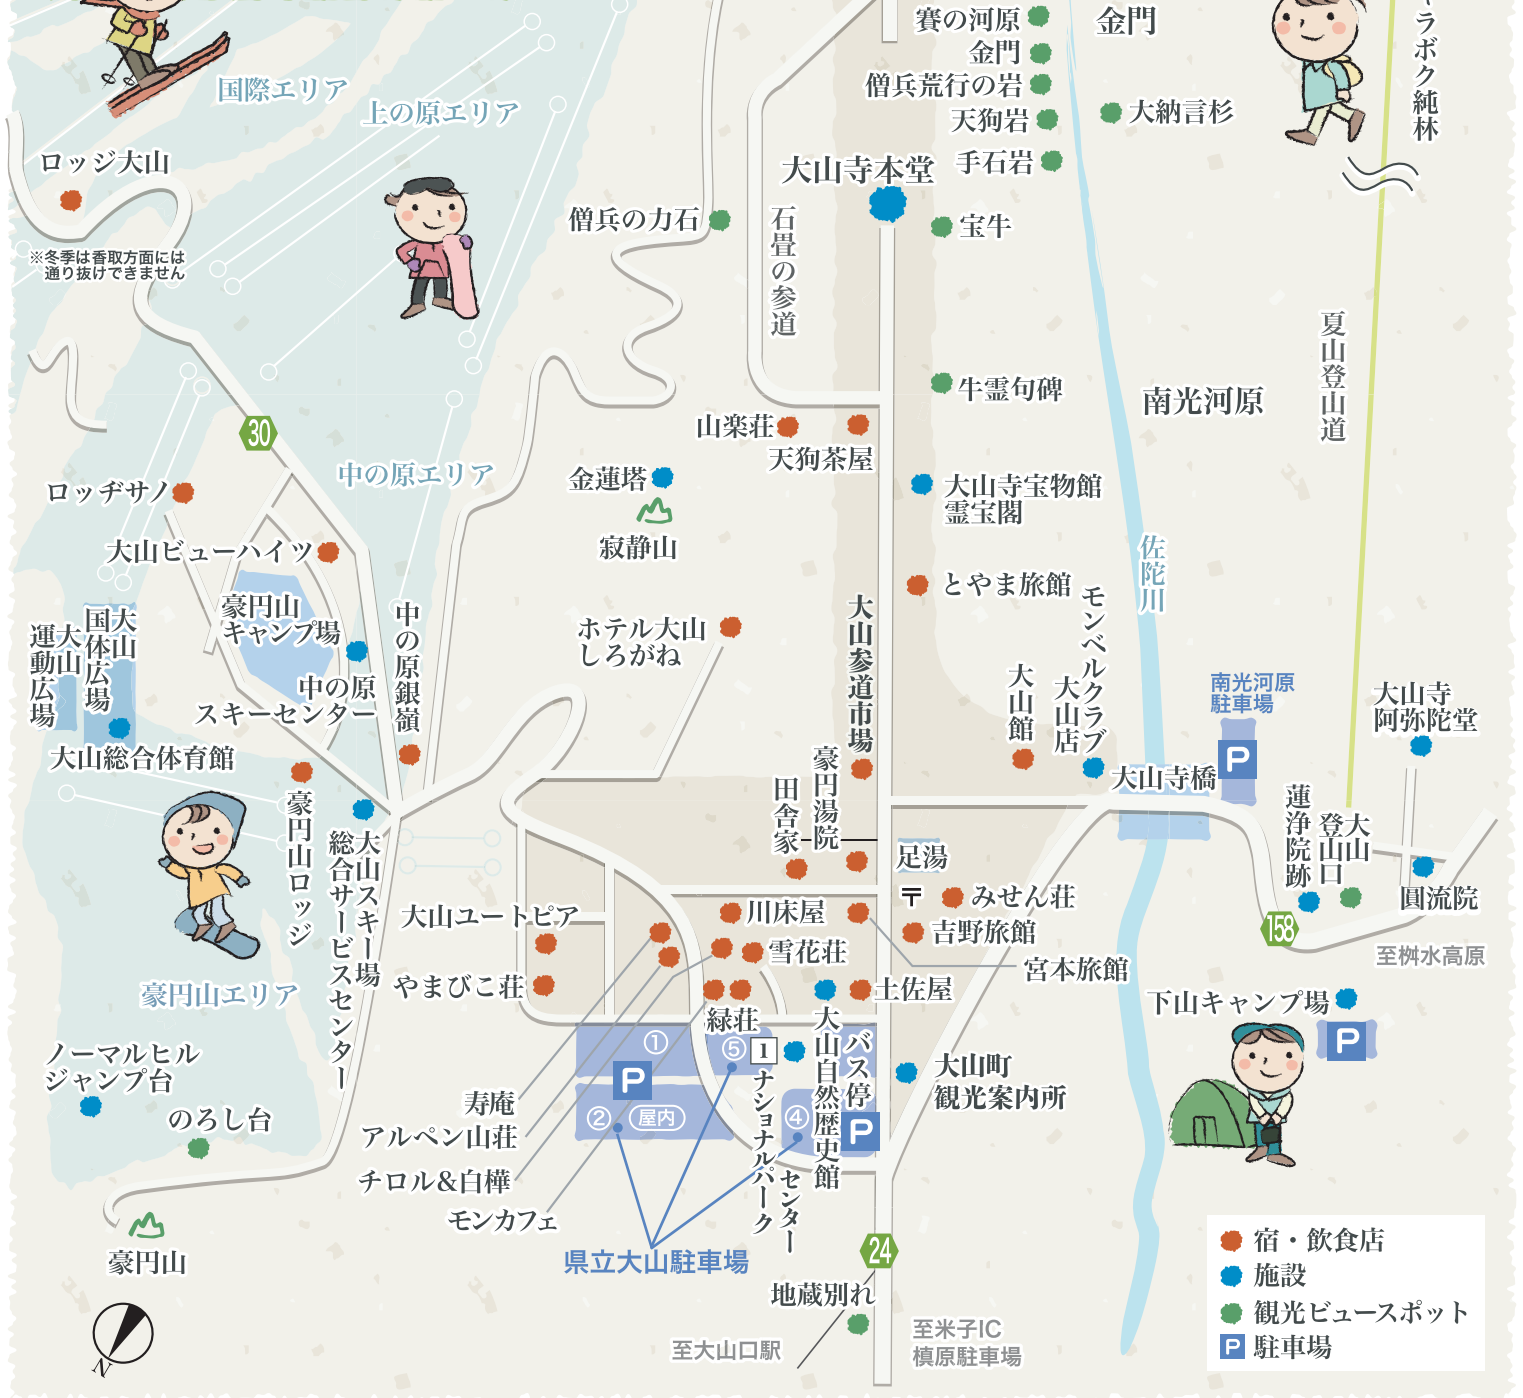 賽の河原
金門
金門
僧兵荒行の岩
天狗岩
大納言杉
手石岩
ラボク純林
国際エリア
上の原エリア
ロッジ大山
大山寺本堂
僧兵の力石
石畳の参道
宝牛
※冬季は香取方面には
通り抜けできません
夏山登山道
牛霊句碑
南光河原
30
山楽荘
天狗茶屋
中の原エリア
ロッヂサノ
金蓮塔
寂静山
大山寺宝物館
霊宝閣
佐陀川
大山ビューハイツ
とやま旅館
豪円山
キャンプ場
中の原銀嶺
ホテル大山
しろがね
大山参道市場
大山
国体広場
大山
運動広場
中の原
スキーセンター
大山総合体育館
大山館
モンベルクラブ
大山店
南光河原
駐車場
P
大山寺
阿弥陀堂
大山寺橋
豪円湯院
田舎家
豪円山ロッジ
大山スキー場
総合サービスセンター
蓮浄院跡
大山
登山口
足湯
〒
みせん荘
圓流院
158
至桝水高原
大山ユートピア
川床屋
吉野旅館
雪花荘
宮本旅館
やまびこ荘
緑荘
土佐屋
豪円山エリア
下山キャンプ場
P
①
⑤
1
ナショナルパーク
センター
大山自然歴史館
バス停
P
大山町
観光案内所
P
②
屋内
④
ノーマルヒル
ジャンプ台
のろし台
寿庵
アルペン山荘
チロル&白樺
モンカフェ
県立大山駐車場
豪円山
24
地蔵別れ
至大山口駅
至米子IC
槙原駐車場
N
宿・飲食店
施設
観光ビュースポット
P
駐車場